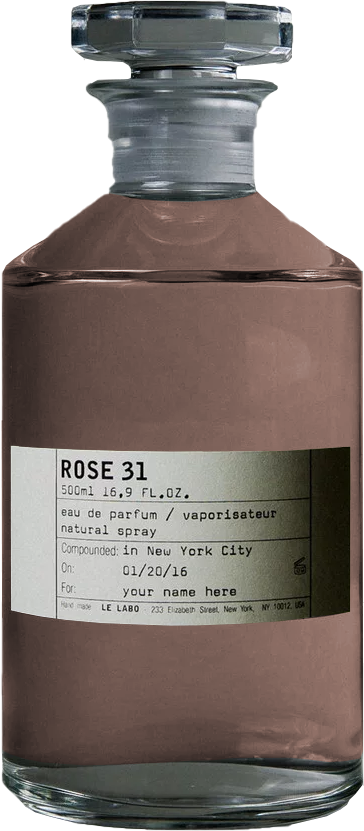 ROSE 31
500ml 16.9 FL.OZ.
eau de parfum / vaporisateur
natural spray
Compounded: in New York City
On: 01/20/16
For: your name here
Hand made LE LABO - 233 Elizabeth Street, New York, NY 10012, USA